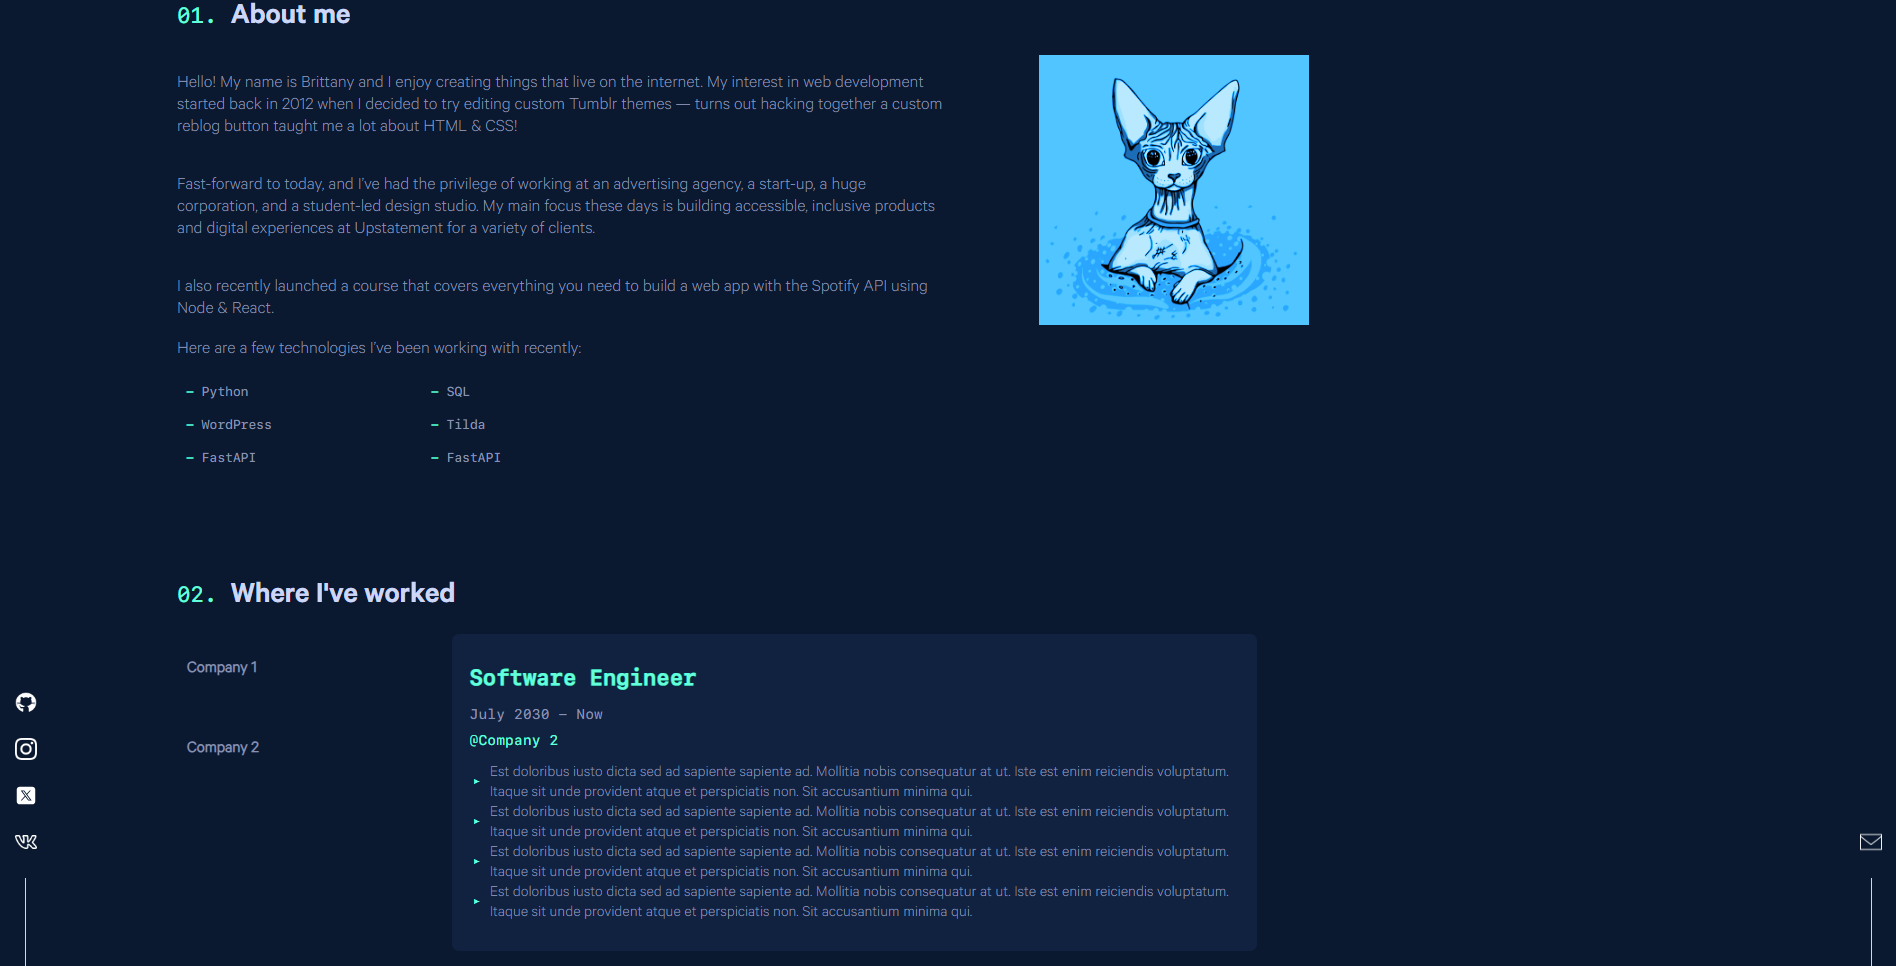 01. About me
Hello! My name is Brittany and I enjoy creating things that live on the internet. My interest in web development
started back in 2012 when I decided to try editing custom Tumblr themes — turns out hacking together a custom
reblog button taught me a lot about HTML & CSS!
Fast-forward to today, and I've had the privilege of working at an advertising agency, a start-up, a huge
corporation, and a student-led design studio. My main focus these days is building accessible, inclusive products
and digital experiences at Upstatement for a variety of clients.
I also recently launched a course that covers everything you need to build a web app with the Spotify API using
Node & React.
Here are a few technologies I've been working with recently:
– Python
– SQL
– WordPress
– Tilda
– FastAPI
– FastAPI
02. Where I've worked
Company 1
Company 2
Software Engineer
July 2030 – Now
@Company 2
Est doloribus iusto dicta sed ad sapiente sapiente ad. Mollitia nobis consequatur at ut. Iste est enim reiciendis voluptatum.
Itaque sit unde provident atque et perspiciatis non. Sit accusantium minima qui.
Est doloribus iusto dicta sed ad sapiente sapiente ad. Mollitia nobis consequatur at ut. Iste est enim reiciendis voluptatum.
Itaque sit unde provident atque et perspiciatis non. Sit accusantium minima qui.
Est doloribus iusto dicta sed ad sapiente sapiente ad. Mollitia nobis consequatur at ut. Iste est enim reiciendis voluptatum.
Itaque sit unde provident atque et perspiciatis non. Sit accusantium minima qui.
Est doloribus iusto dicta sed ad sapiente sapiente ad. Mollitia nobis consequatur at ut. Iste est enim reiciendis voluptatum.
Itaque sit unde provident atque et perspiciatis non. Sit accusantium minima qui.